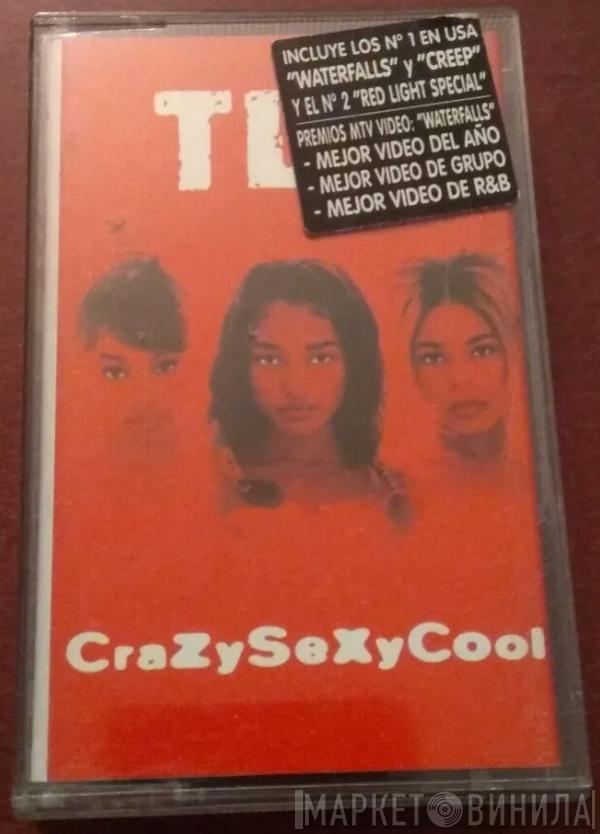 INCLUYE LOS Nº 1 EN USA
"WATERFALLS" y "CREEP"
Y EL Nº 2 "RED LIGHT SPECIAL"
PREMIOS MTV VIDEO: "WATERFALLS"
- MEJOR VIDEO DEL AÑO
- MEJOR VIDEO DE GRUPO
- MEJOR VIDEO DE R&B
TL
CraZySeXyCool
МАРКЕТ ВИНИЛА